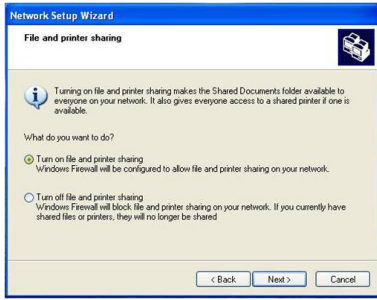 Network Setup Wizard
File and printer sharing
Turning on file and printer sharing makes the Shared Documents folder available to
everyone on your network. It also gives everyone access to a shared printer if one is
available.
What do you want to do?
Turn on file and printer sharing
Windows Firewall will be configured to allow file and printer sharing on your network.
Turn off file and printer sharing
Windows Firewall will block file and printer sharing on your network. If you currently have
shared files or printers, they will no longer be shared
< Back Next > Cancel